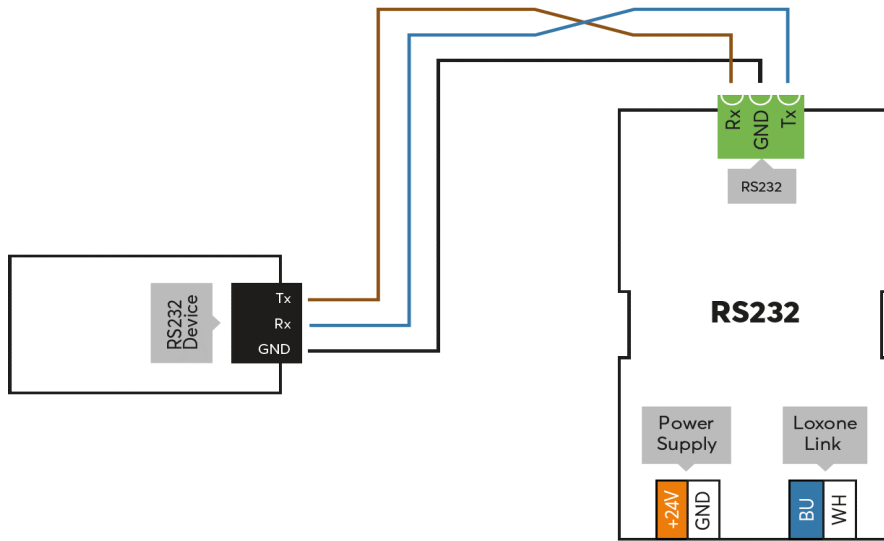 Rx
GND
Tx
RS232
Tx
Rx
GND
RS232
Device
RS232
Power
Supply
Loxone
Link
+24V
GND
BU
WH